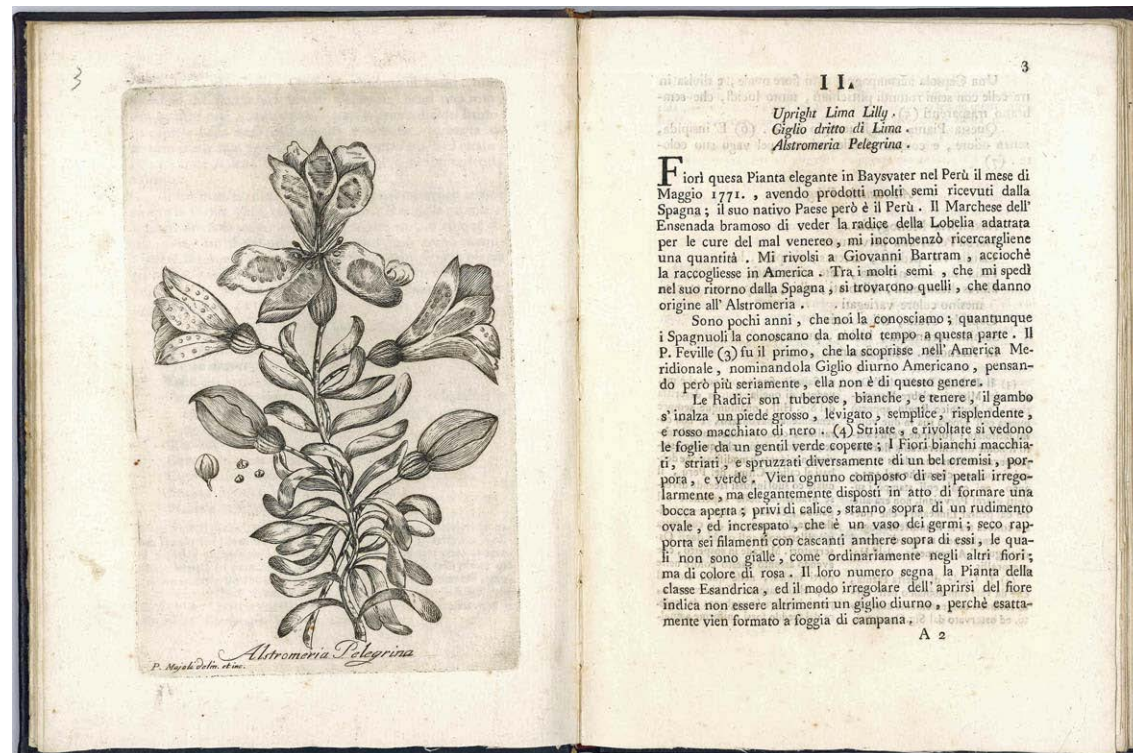 3
Alstromeria Pelegrina
P. Majoli delin. et inc.
3
II.
Upright Lima Lilly.
Giglio dritto di Lima.
Alstromeria Pelegrina.
Fiorì quesa Pianta elegante in Baysvater nel Perù il mese di
Maggio 1771., avendo prodotti molti semi ricevuti dalla
Spagna; il suo nativo Paese però è il Perù. Il Marchese dell'
Ensenada bramoso di veder la radice della Lobelia adattata
per le cure del mal venereo, mi incombenzò ricercargliene
una quantità. Mi rivolsi a Giovanni Bartram, acciochè
la raccogliesse in America. Tra i molti semi, che mi spedì
nel suo ritorno dalla Spagna, si trovarono quelli, che danno
origine all' Alstromeria.
Sono pochi anni, che noi la conosciamo; quantunque
i Spagnuoli la conoscano da molto tempo a questa parte. Il
P. Feville (3) fu il primo, che la scoprisse nell' America Me-
ridionale, nominandola Giglio diurno Americano, pensan-
do però più seriamente, ella non è di questo genere.
Le Radici son tuberose, bianche, e tenere, il gambo
s' inalza un piede grosso, levigato, semplice, risplendente,
e rosso macchiato di nero. (4) Striate, e rivoltate si vedono
le foglie da un gentil verde coperte; I Fiori bianchi macchia-
ti, striati, e spruzzati diversamente di un bel cremisi, por-
pora, e verde. Vien ognuno composto di sei petali irrego-
larmente, ma elegantemente disposti in atto di formare una
bocca aperta; privi di calice, stanno sopra di un rudimento
ovale, ed increspato, che è un vaso dei germi; seco rap-
porta sei filamenti con cascanti anthere sopra di essi, le qua-
li non sono gialle, come ordinariamente negli altri fiori;
ma di colore di rosa. Il loro numero segna la Pianta della
classe Esandrica, ed il modo irregolare dell' aprirsi del fiore
indica non essere altrimenti un giglio diurno, perchè esatta-
mente vien formato a foggia di campana.
A 2